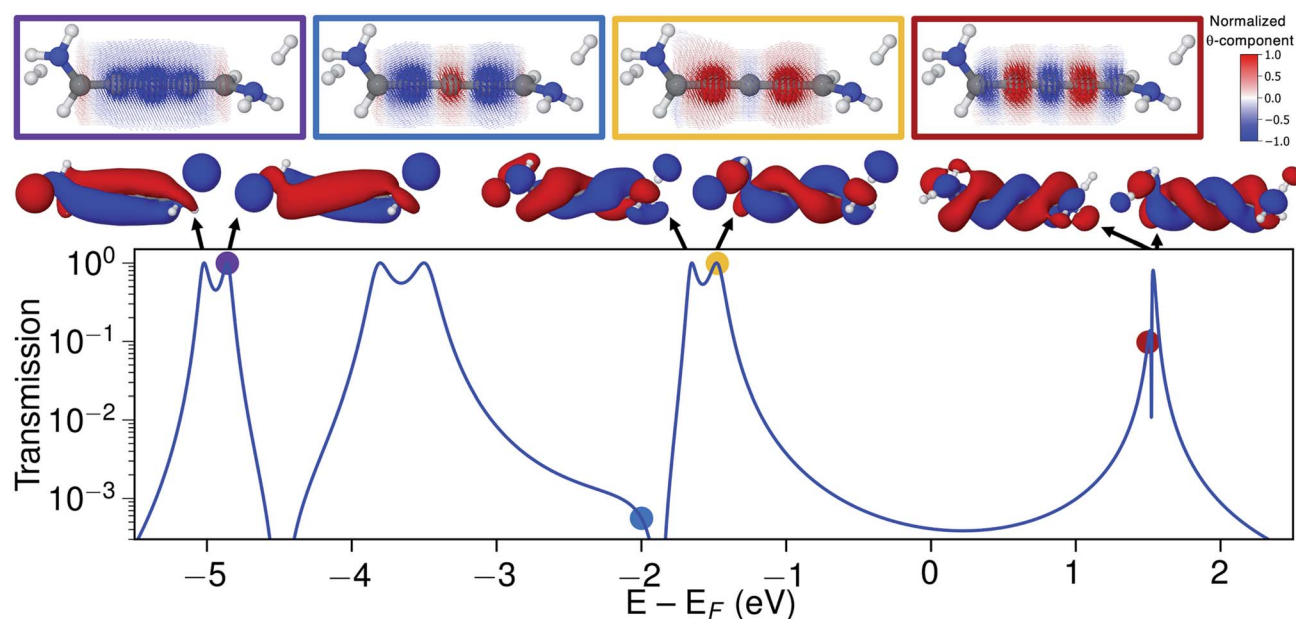 Normalized
θ-component
1.0
0.5
0.0
−0.5
−1.0
Transmission
10⁰
10⁻¹
10⁻²
10⁻³
−5 −4 −3 −2 −1 0 1 2
E − E_F (eV)